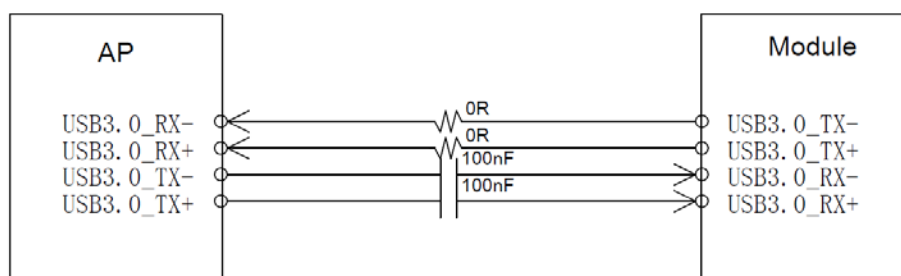 AP
Module
0R
USB3.0_RX-
USB3.0_TX-
0R
USB3.0_RX+
USB3.0_TX+
100nF
USB3.0_TX-
USB3.0_RX-
100nF
USB3.0_TX+
USB3.0_RX+